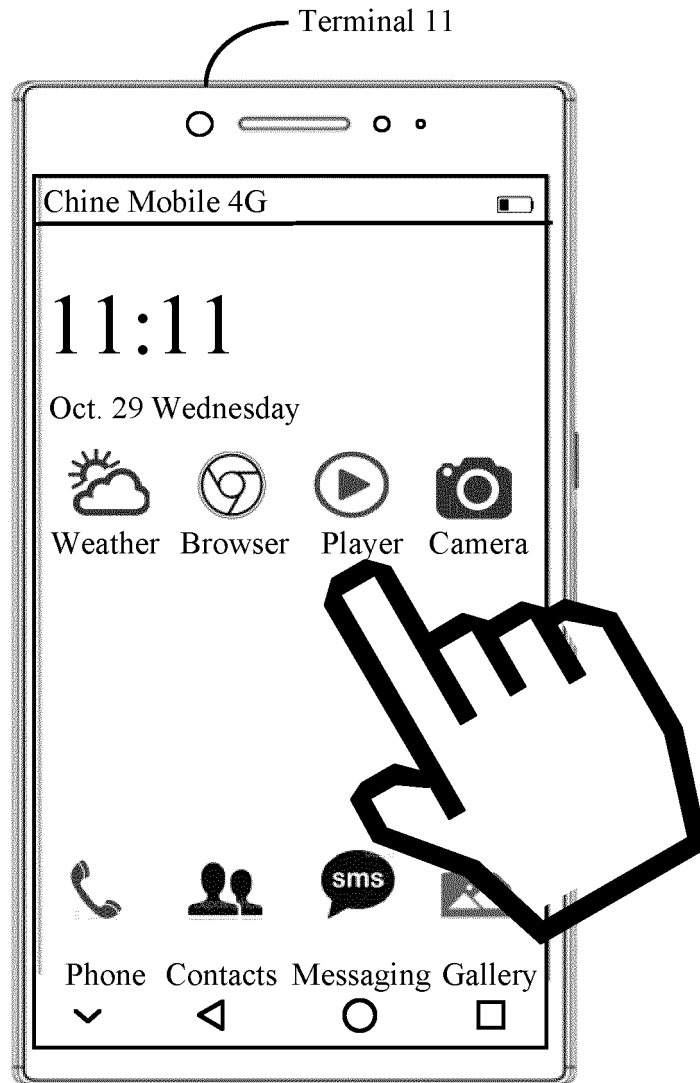 Terminal 11
Chine Mobile 4G
11:11
Oct. 29 Wednesday
Weather Browser Player Camera
sms
Phone Contacts Messaging Gallery